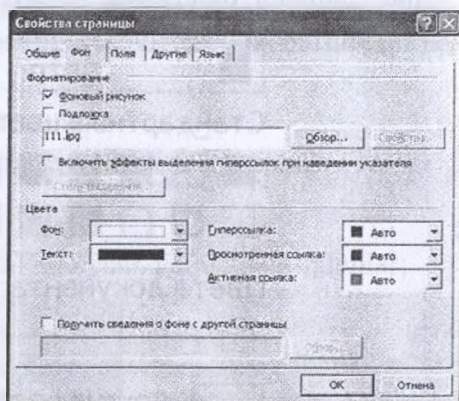 Свойства страницы
Общие Фон Поля Другие Язык
Форматирование
Фоновый рисунок
Подложка
111.jpg Обзор... Свойства...
Включить эффекты выделения гиперссылок при наведении указателя
Цвета
Фон: Гиперссылка: Авто
Текст: Просмотренная ссылка: Авто
Активная ссылка: Авто
Получить сведения о фоне с другой страницы
OK Отмена